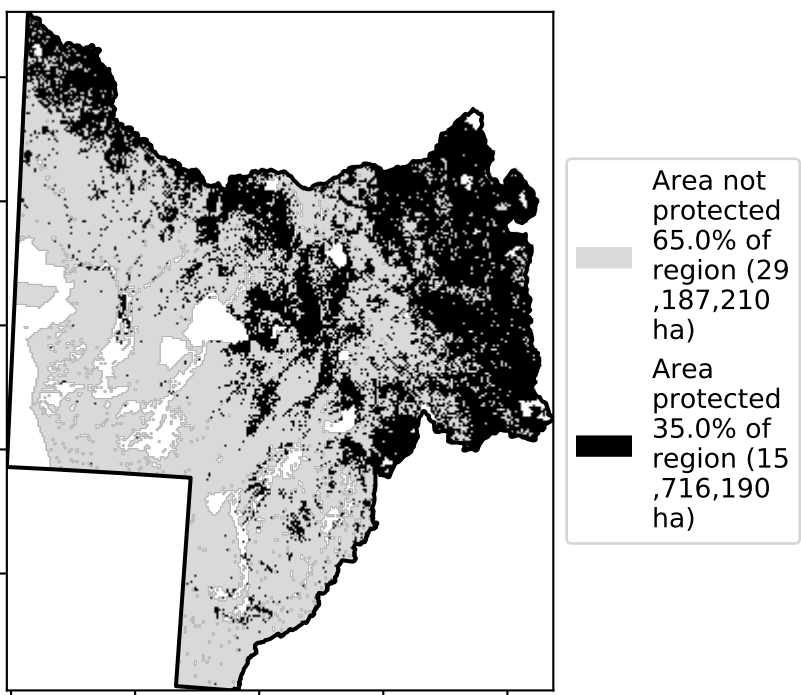 Area not
protected
65.0% of
region (29
,187,210
ha)
Area
protected
35.0% of
region (15
,716,190
ha)